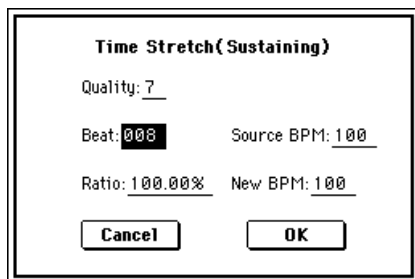 Time Stretch(Sustaining)
Quality: 7
Beat: 008 Source BPM: 100
Ratio: 100.00% New BPM: 100
Cancel OK